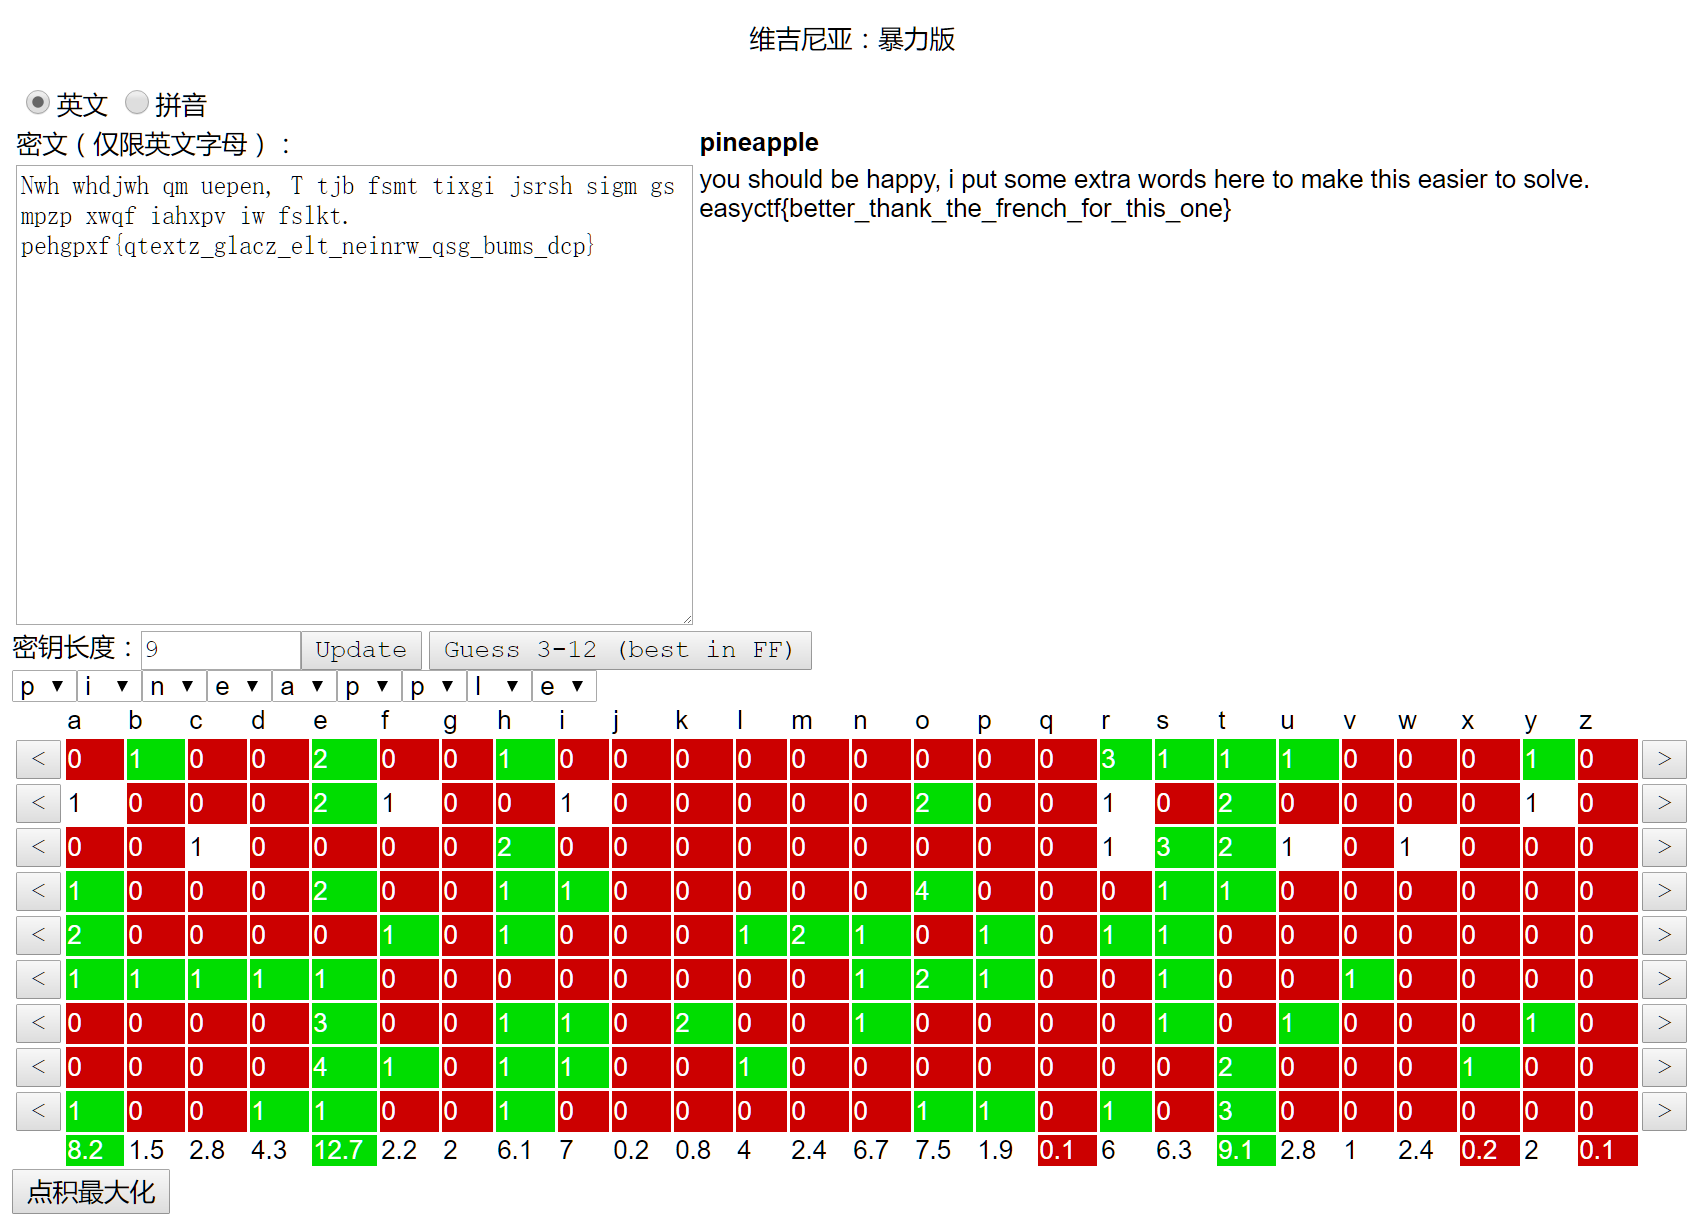 维吉尼亚：暴力版
英文 拼音
密文（仅限英文字母）：
Nwh whdjwh qm uepen, T tjb fsmt tixgi jsrsh sigm gs
mpzp xwqf iahxpv iw fslkt.
pehgpxf{qtextz_glacz_elt_neinrw_qsg_bums_dcp}
pineapple
you should be happy, i put some extra words here to make this easier to solve.
easyctf{better_thank_the_french_for_this_one}
密钥长度：9 Update Guess 3-12 (best in FF)
p ▼ i ▼ n ▼ e ▼ a ▼ p ▼ p ▼ l ▼ e ▼
a b c d e f g h i j k l m n o p q r s t u v w x y z
< 0 1 0 0 2 0 0 1 0 0 0 0 0 0 0 0 0 3 1 1 1 0 0 0 1 0 >
< 1 0 0 0 2 1 0 0 1 0 0 0 0 0 2 0 0 1 0 2 0 0 0 0 1 0 >
< 0 0 1 0 0 0 0 2 0 0 0 0 0 0 0 0 0 1 3 2 1 0 1 0 0 0 >
< 1 0 0 0 2 0 0 1 1 0 0 0 0 0 4 0 0 0 1 1 0 0 0 0 0 0 >
< 2 0 0 0 0 1 0 1 0 0 0 1 2 1 0 1 0 1 1 0 0 0 0 0 0 0 >
< 1 1 1 1 1 0 0 0 0 0 0 0 0 1 2 1 0 0 1 0 0 1 0 0 0 0 >
< 0 0 0 0 3 0 0 1 1 0 2 0 0 1 0 0 0 0 1 0 1 0 0 0 1 0 >
< 0 0 0 0 4 1 0 1 1 0 0 1 0 0 0 0 0 0 0 2 0 0 0 1 0 0 >
< 1 0 0 1 1 0 0 1 0 0 0 0 0 0 1 1 0 1 0 3 0 0 0 0 0 0 >
8.2 1.5 2.8 4.3 12.7 2.2 2 6.1 7 0.2 0.8 4 2.4 6.7 7.5 1.9 0.1 6 6.3 9.1 2.8 1 2.4 0.2 2 0.1
点积最大化